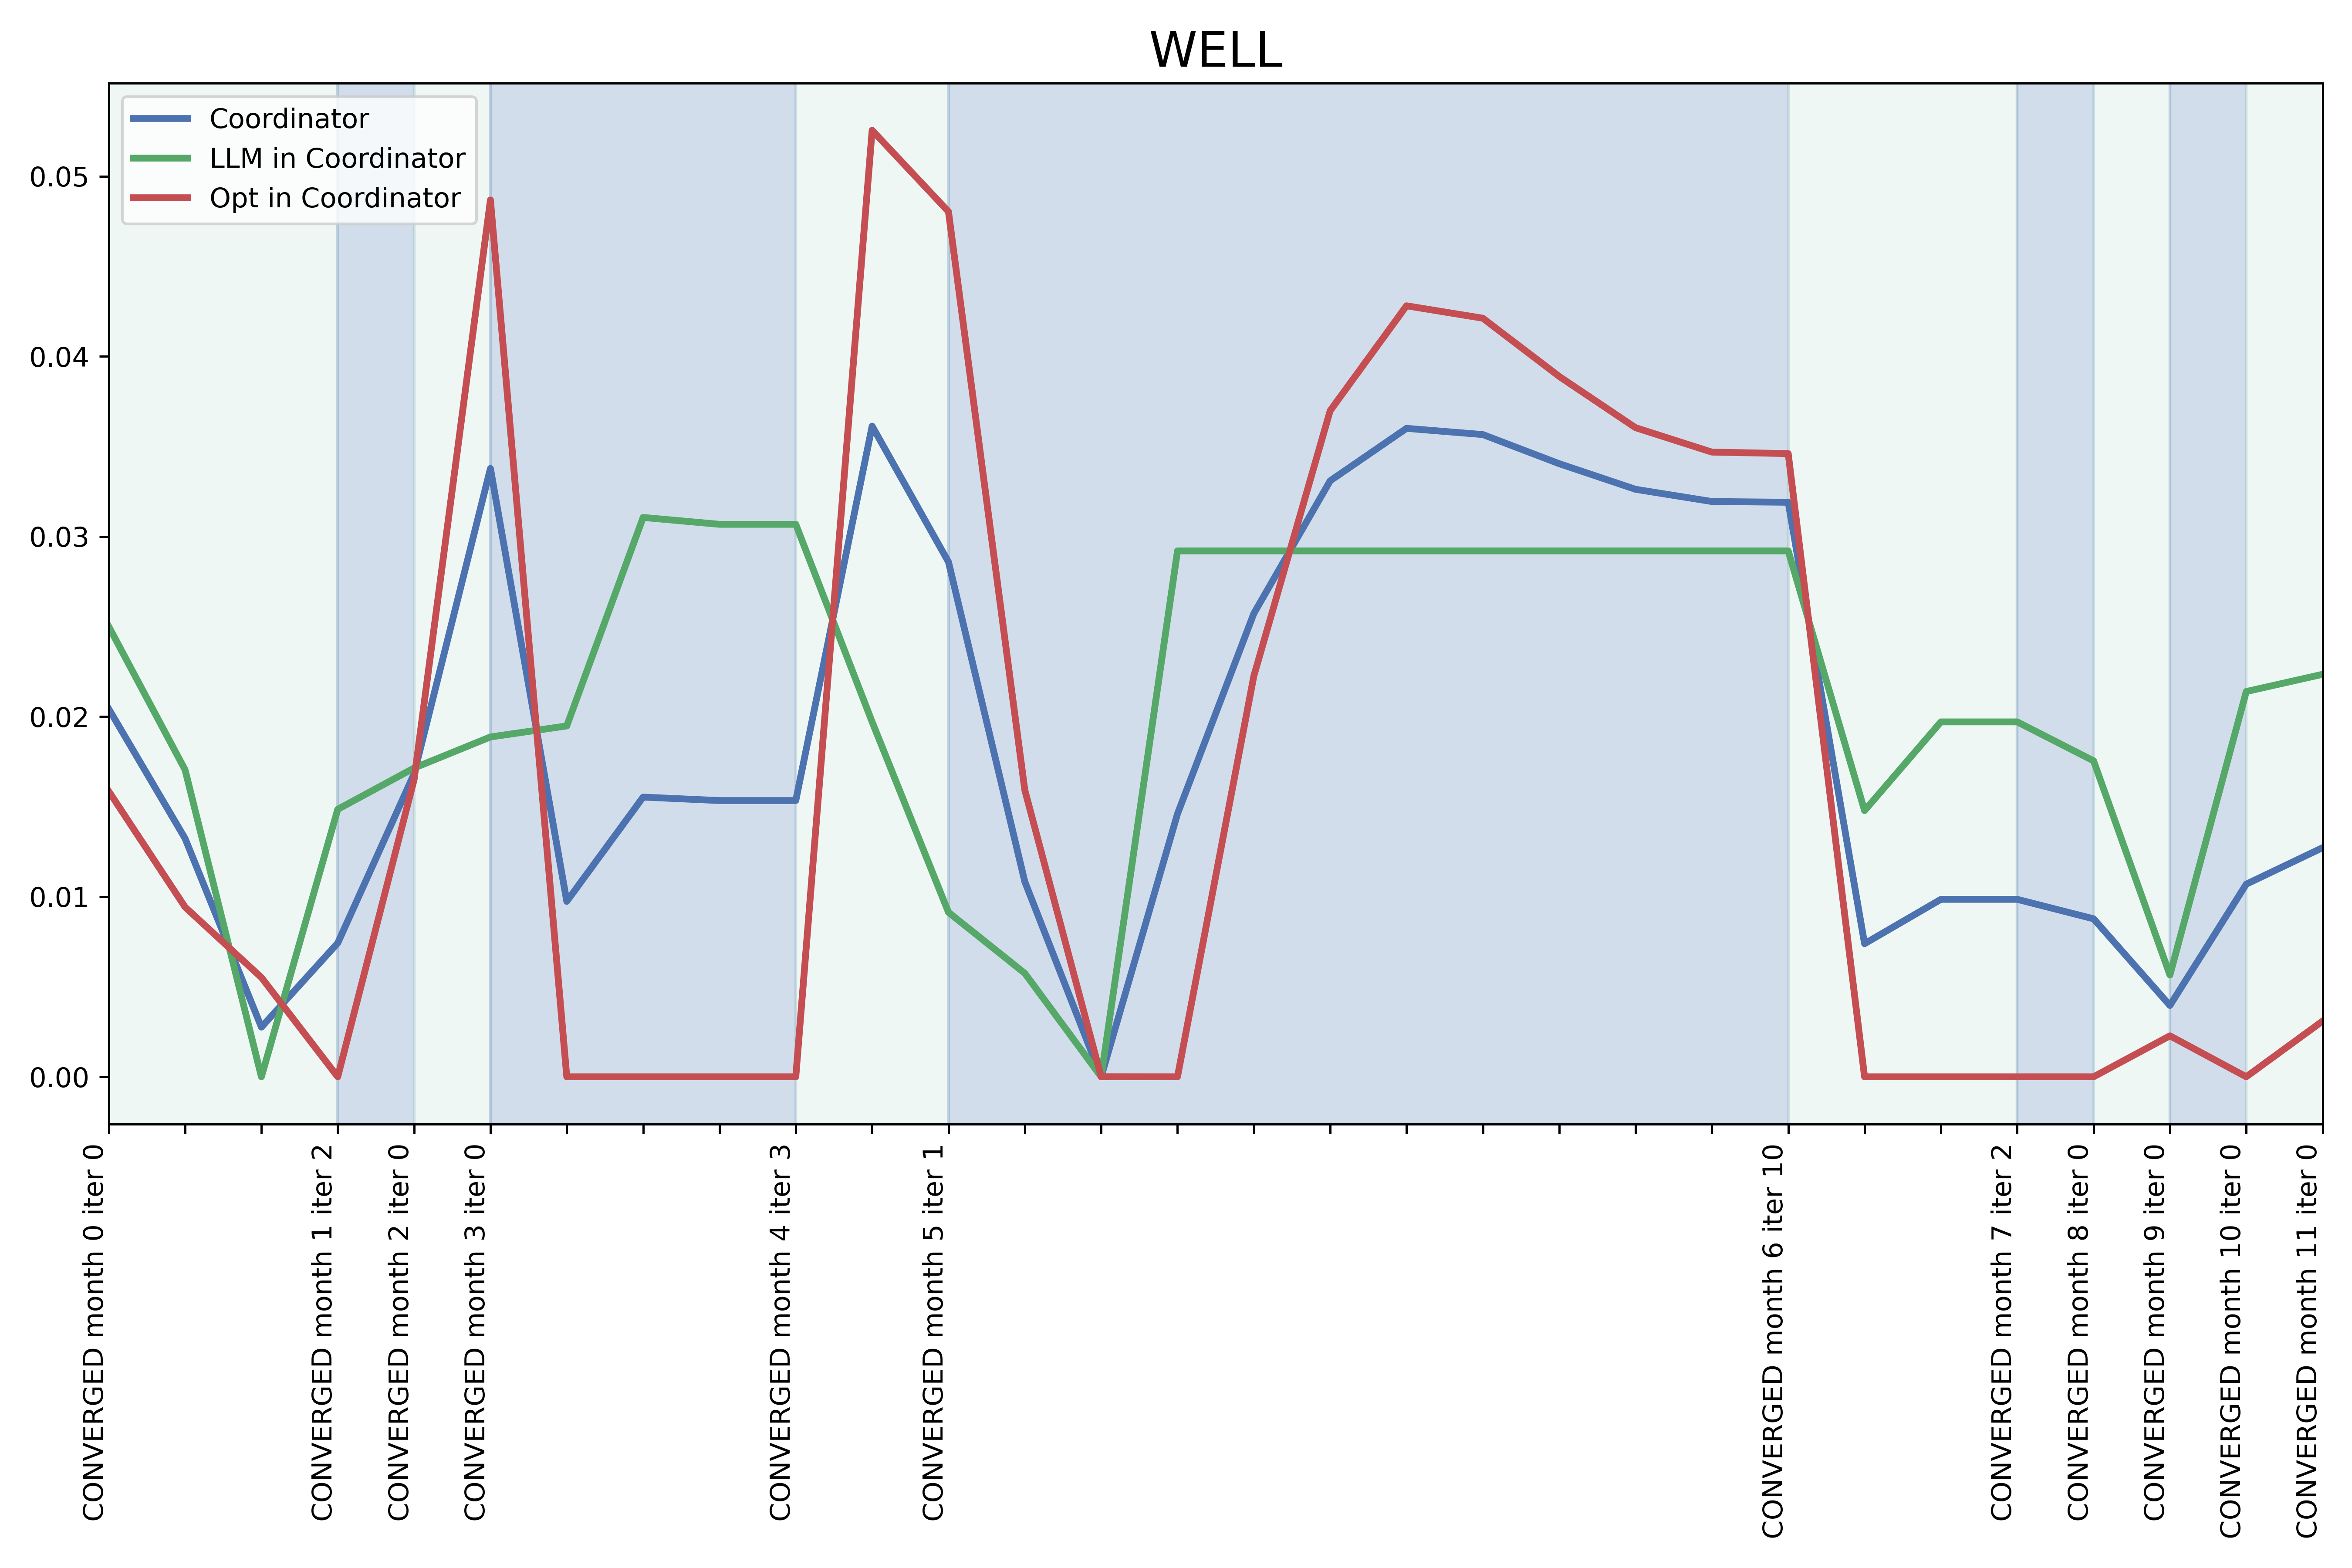 WELL
Coordinator
LLM in Coordinator
Opt in Coordinator
0.05
0.04
0.03
0.02
0.01
0.00
CONVERGED month 0 iter 0
CONVERGED month 1 iter 2
CONVERGED month 2 iter 0
CONVERGED month 3 iter 0
CONVERGED month 4 iter 3
CONVERGED month 5 iter 1
CONVERGED month 6 iter 10
CONVERGED month 7 iter 2
CONVERGED month 8 iter 0
CONVERGED month 9 iter 0
CONVERGED month 10 iter 0
CONVERGED month 11 iter 0